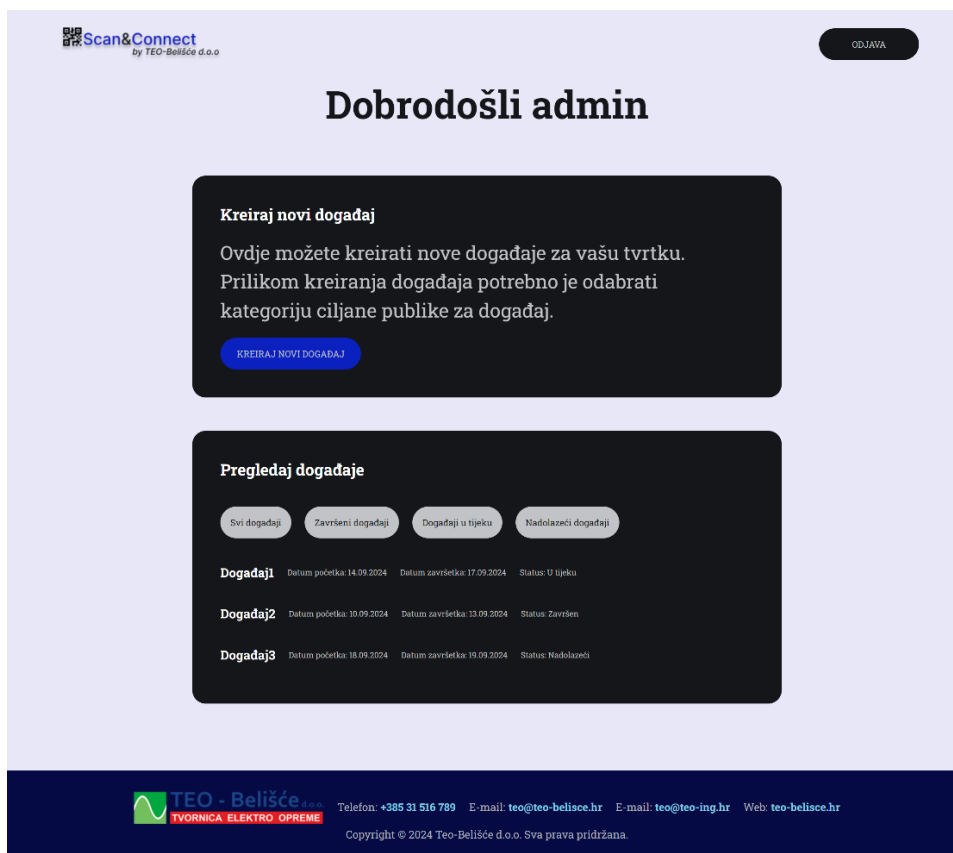 Scan&Connect
by TEO-Belišće d.o.o
ODJAVA
Dobrodošli admin
Kreiraj novi događaj
Ovdje možete kreirati nove događaje za vašu tvrtku.
Prilikom kreiranja događaja potrebno je odabrati
kategoriju ciljane publike za događaj.
KREIRAJ NOVI DOGAĐAJ
Pregledaj događaje
Svi događaji Završeni događaji Događaji u tijeku Nadolazeći događaji
Događaj1 Datum početka: 14.09.2024 Datum završetka: 17.09.2024 Status: U tijeku
Događaj2 Datum početka: 10.09.2024 Datum završetka: 13.09.2024 Status: Završen
Događaj3 Datum početka: 18.09.2024 Datum završetka: 19.09.2024 Status: Nadolazeći
TEO - Belišće d.o.o.
TVORNICA ELEKTRO OPREME
Telefon: +385 31 516 789 E-mail: teo@teo-belisce.hr E-mail: teo@teo-ing.hr Web: teo-belisce.hr
Copyright © 2024 Teo-Belišće d.o.o. Sva prava pridržana.